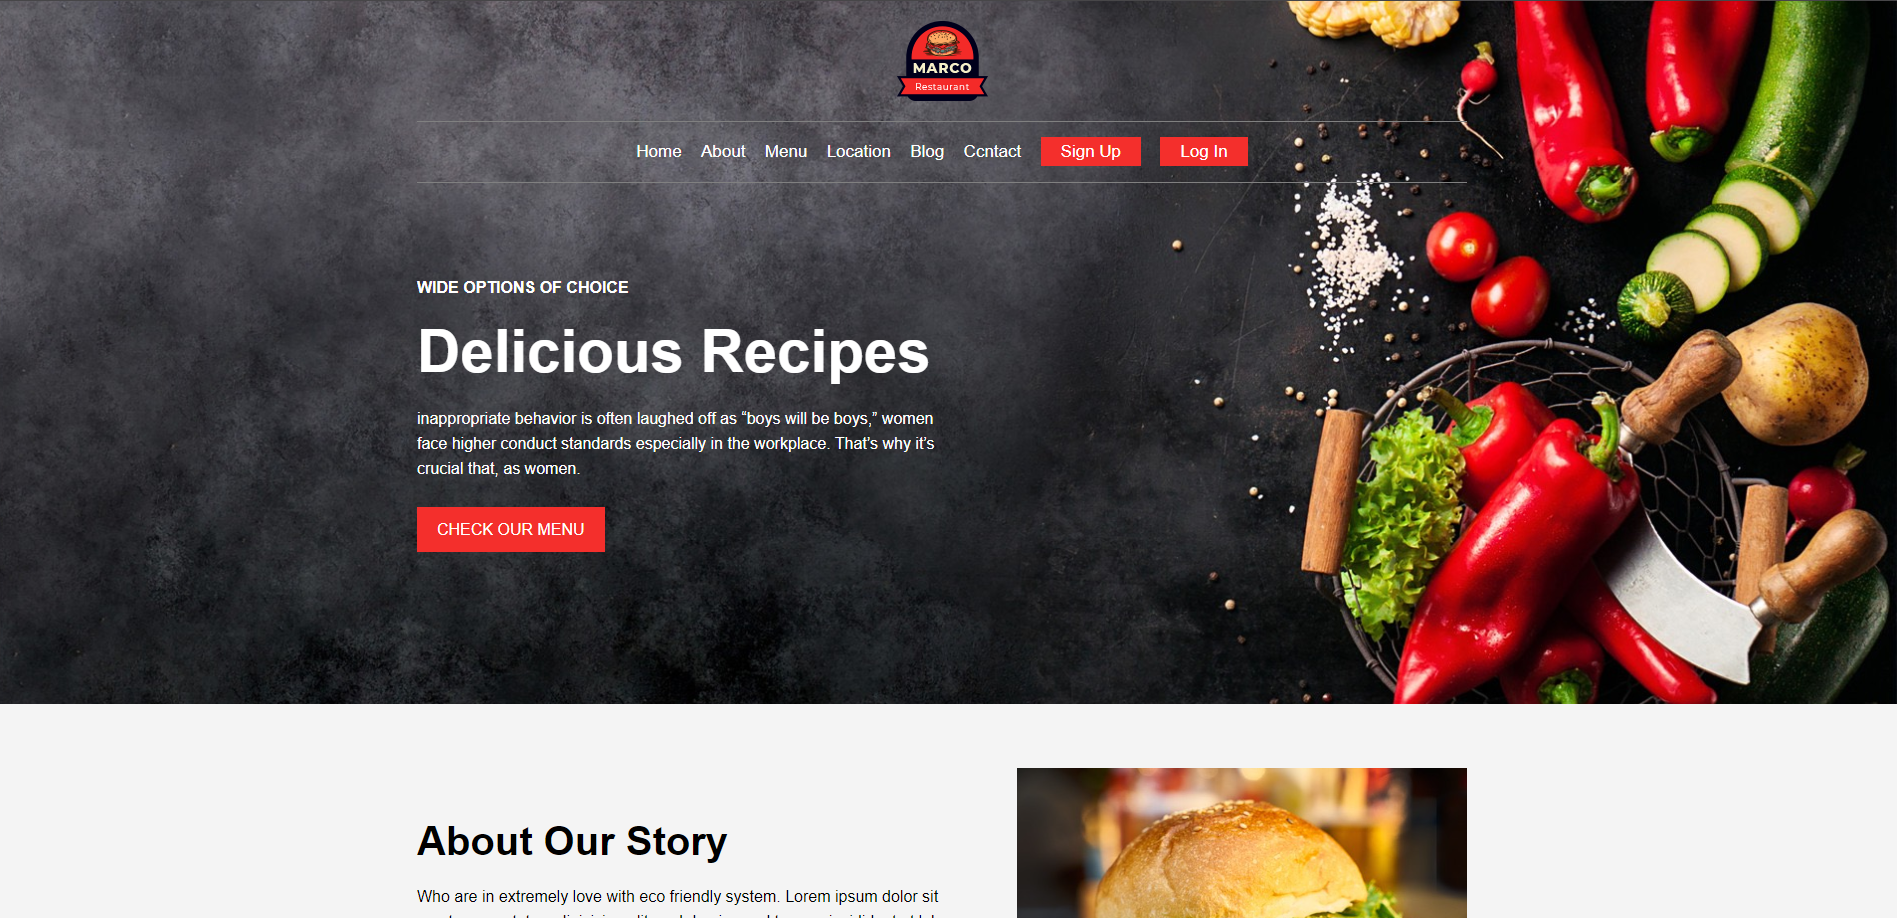 MARCO
Restaurant
Home About Menu Location Blog Ccntact Sign Up Log In
WIDE OPTIONS OF CHOICE
Delicious Recipes
inappropriate behavior is often laughed off as “boys will be boys,” women
face higher conduct standards especially in the workplace. That’s why it’s
crucial that, as women.
CHECK OUR MENU
About Our Story
Who are in extremely love with eco friendly system. Lorem ipsum dolor sit